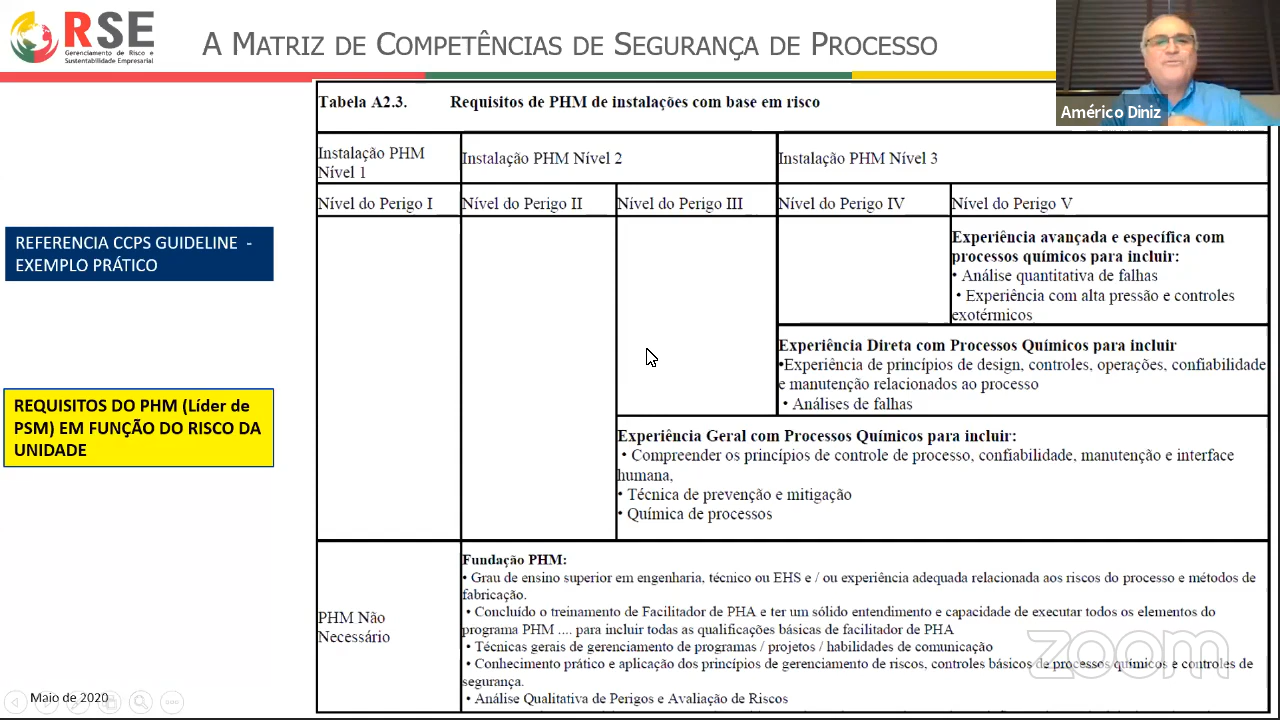 RSE
Gerenciamento de Risco e
Sustentabilidade Empresarial
A MATRIZ DE COMPETÊNCIAS DE SEGURANÇA DE PROCESSO
Américo Diniz
REFERENCIA CCPS GUIDELINE -
EXEMPLO PRÁTICO
REQUISITOS DO PHM (Líder de
PSM) EM FUNÇÃO DO RISCO DA
UNIDADE
Tabela A2.3. Requisitos de PHM de instalações com base em risco
Instalação PHM
Nível 1
Instalação PHM Nível 2
Instalação PHM Nível 3
Nível do Perigo I
Nível do Perigo II
Nível do Perigo III
Nível do Perigo IV
Nível do Perigo V
Experiência avançada e específica com
processos químicos para incluir:
• Análise quantitativa de falhas
• Experiência com alta pressão e controles
exotérmicos
Experiência Direta com Processos Químicos para incluir
•Experiência de princípios de design, controles, operações, confiabilidade
e manutenção relacionados ao processo
• Análises de falhas
Experiência Geral com Processos Químicos para incluir:
• Compreender os princípios de controle de processo, confiabilidade, manutenção e interface
humana,
• Técnica de prevenção e mitigação
• Química de processos
PHM Não
Necessário
Fundação PHM:
• Grau de ensino superior em engenharia, técnico ou EHS e / ou experiência adequada relacionada aos riscos do processo e métodos de
fabricação.
• Concluído o treinamento de Facilitador de PHA e ter um sólido entendimento e capacidade de executar todos os elementos do
programa PHM .... para incluir todas as qualificações básicas de facilitador de PHA
• Técnicas gerais de gerenciamento de programas / projetos / habilidades de comunicação
• Conhecimento prático e aplicação dos princípios de gerenciamento de riscos, controles básicos de processos químicos e controles de
segurança.
• Análise Qualitativa de Perigos e Avaliação de Riscos
zoom
Maio de 2020